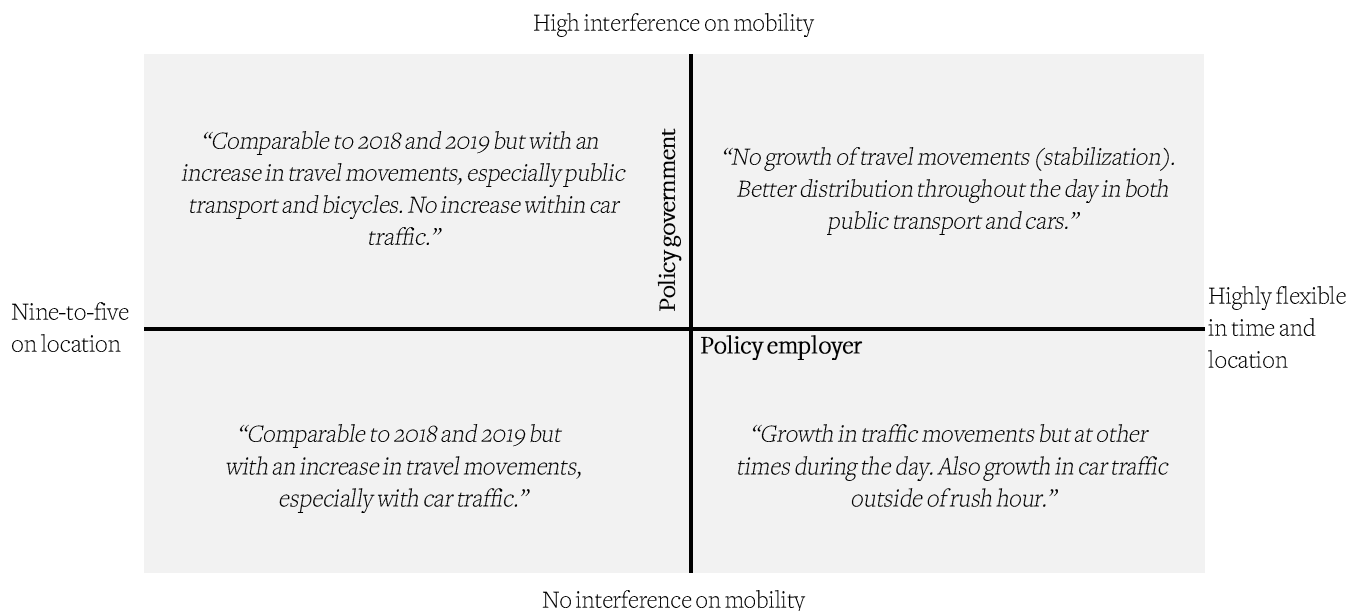 High interference on mobility
“Comparable to 2018 and 2019 but with an
increase in travel movements, especially public
transport and bicycles. No increase within car
traffic.”
Policy government
“No growth of travel movements (stabilization).
Better distribution throughout the day in both
public transport and cars.”
Nine-to-five
on location
Highly flexible
in time and
location
Policy employer
“Comparable to 2018 and 2019 but
with an increase in travel movements,
especially with car traffic.”
“Growth in traffic movements but at other
times during the day. Also growth in car traffic
outside of rush hour.”
No interference on mobility